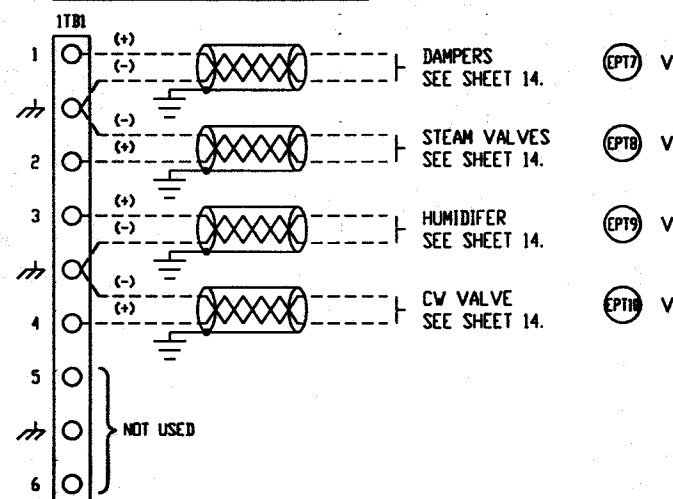 1TB1
1 (+) DAMPERS EPT7 V
(-) SEE SHEET 14.
(-) STEAM VALVES EPT8 V
2 (+) SEE SHEET 14.
3 (+) HUMIDIFER EPT9 V
(-) SEE SHEET 14.
(-) CW VALVE EPT10 V
4 (+) SEE SHEET 14.
5
NOT USED
6